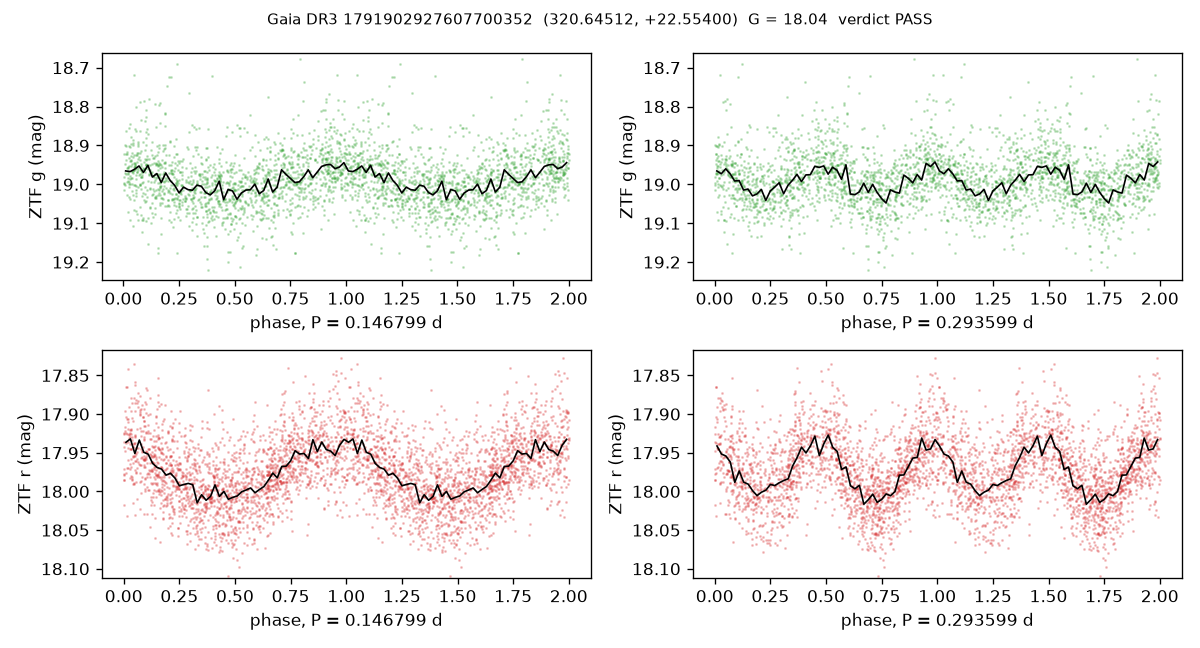 Gaia DR3 1791902927607700352  (320.64512, +22.55400)  G = 18.04  verdict PASS
ZTF g (mag)
18.7
18.8
18.9
19.0
19.1
19.2
0.00 0.25 0.50 0.75 1.00 1.25 1.50 1.75 2.00
phase, P = 0.146799 d
ZTF g (mag)
18.7
18.8
18.9
19.0
19.1
19.2
0.00 0.25 0.50 0.75 1.00 1.25 1.50 1.75 2.00
phase, P = 0.293599 d
ZTF r (mag)
17.85
17.90
17.95
18.00
18.05
18.10
0.00 0.25 0.50 0.75 1.00 1.25 1.50 1.75 2.00
phase, P = 0.146799 d
ZTF r (mag)
17.85
17.90
17.95
18.00
18.05
18.10
0.00 0.25 0.50 0.75 1.00 1.25 1.50 1.75 2.00
phase, P = 0.293599 d